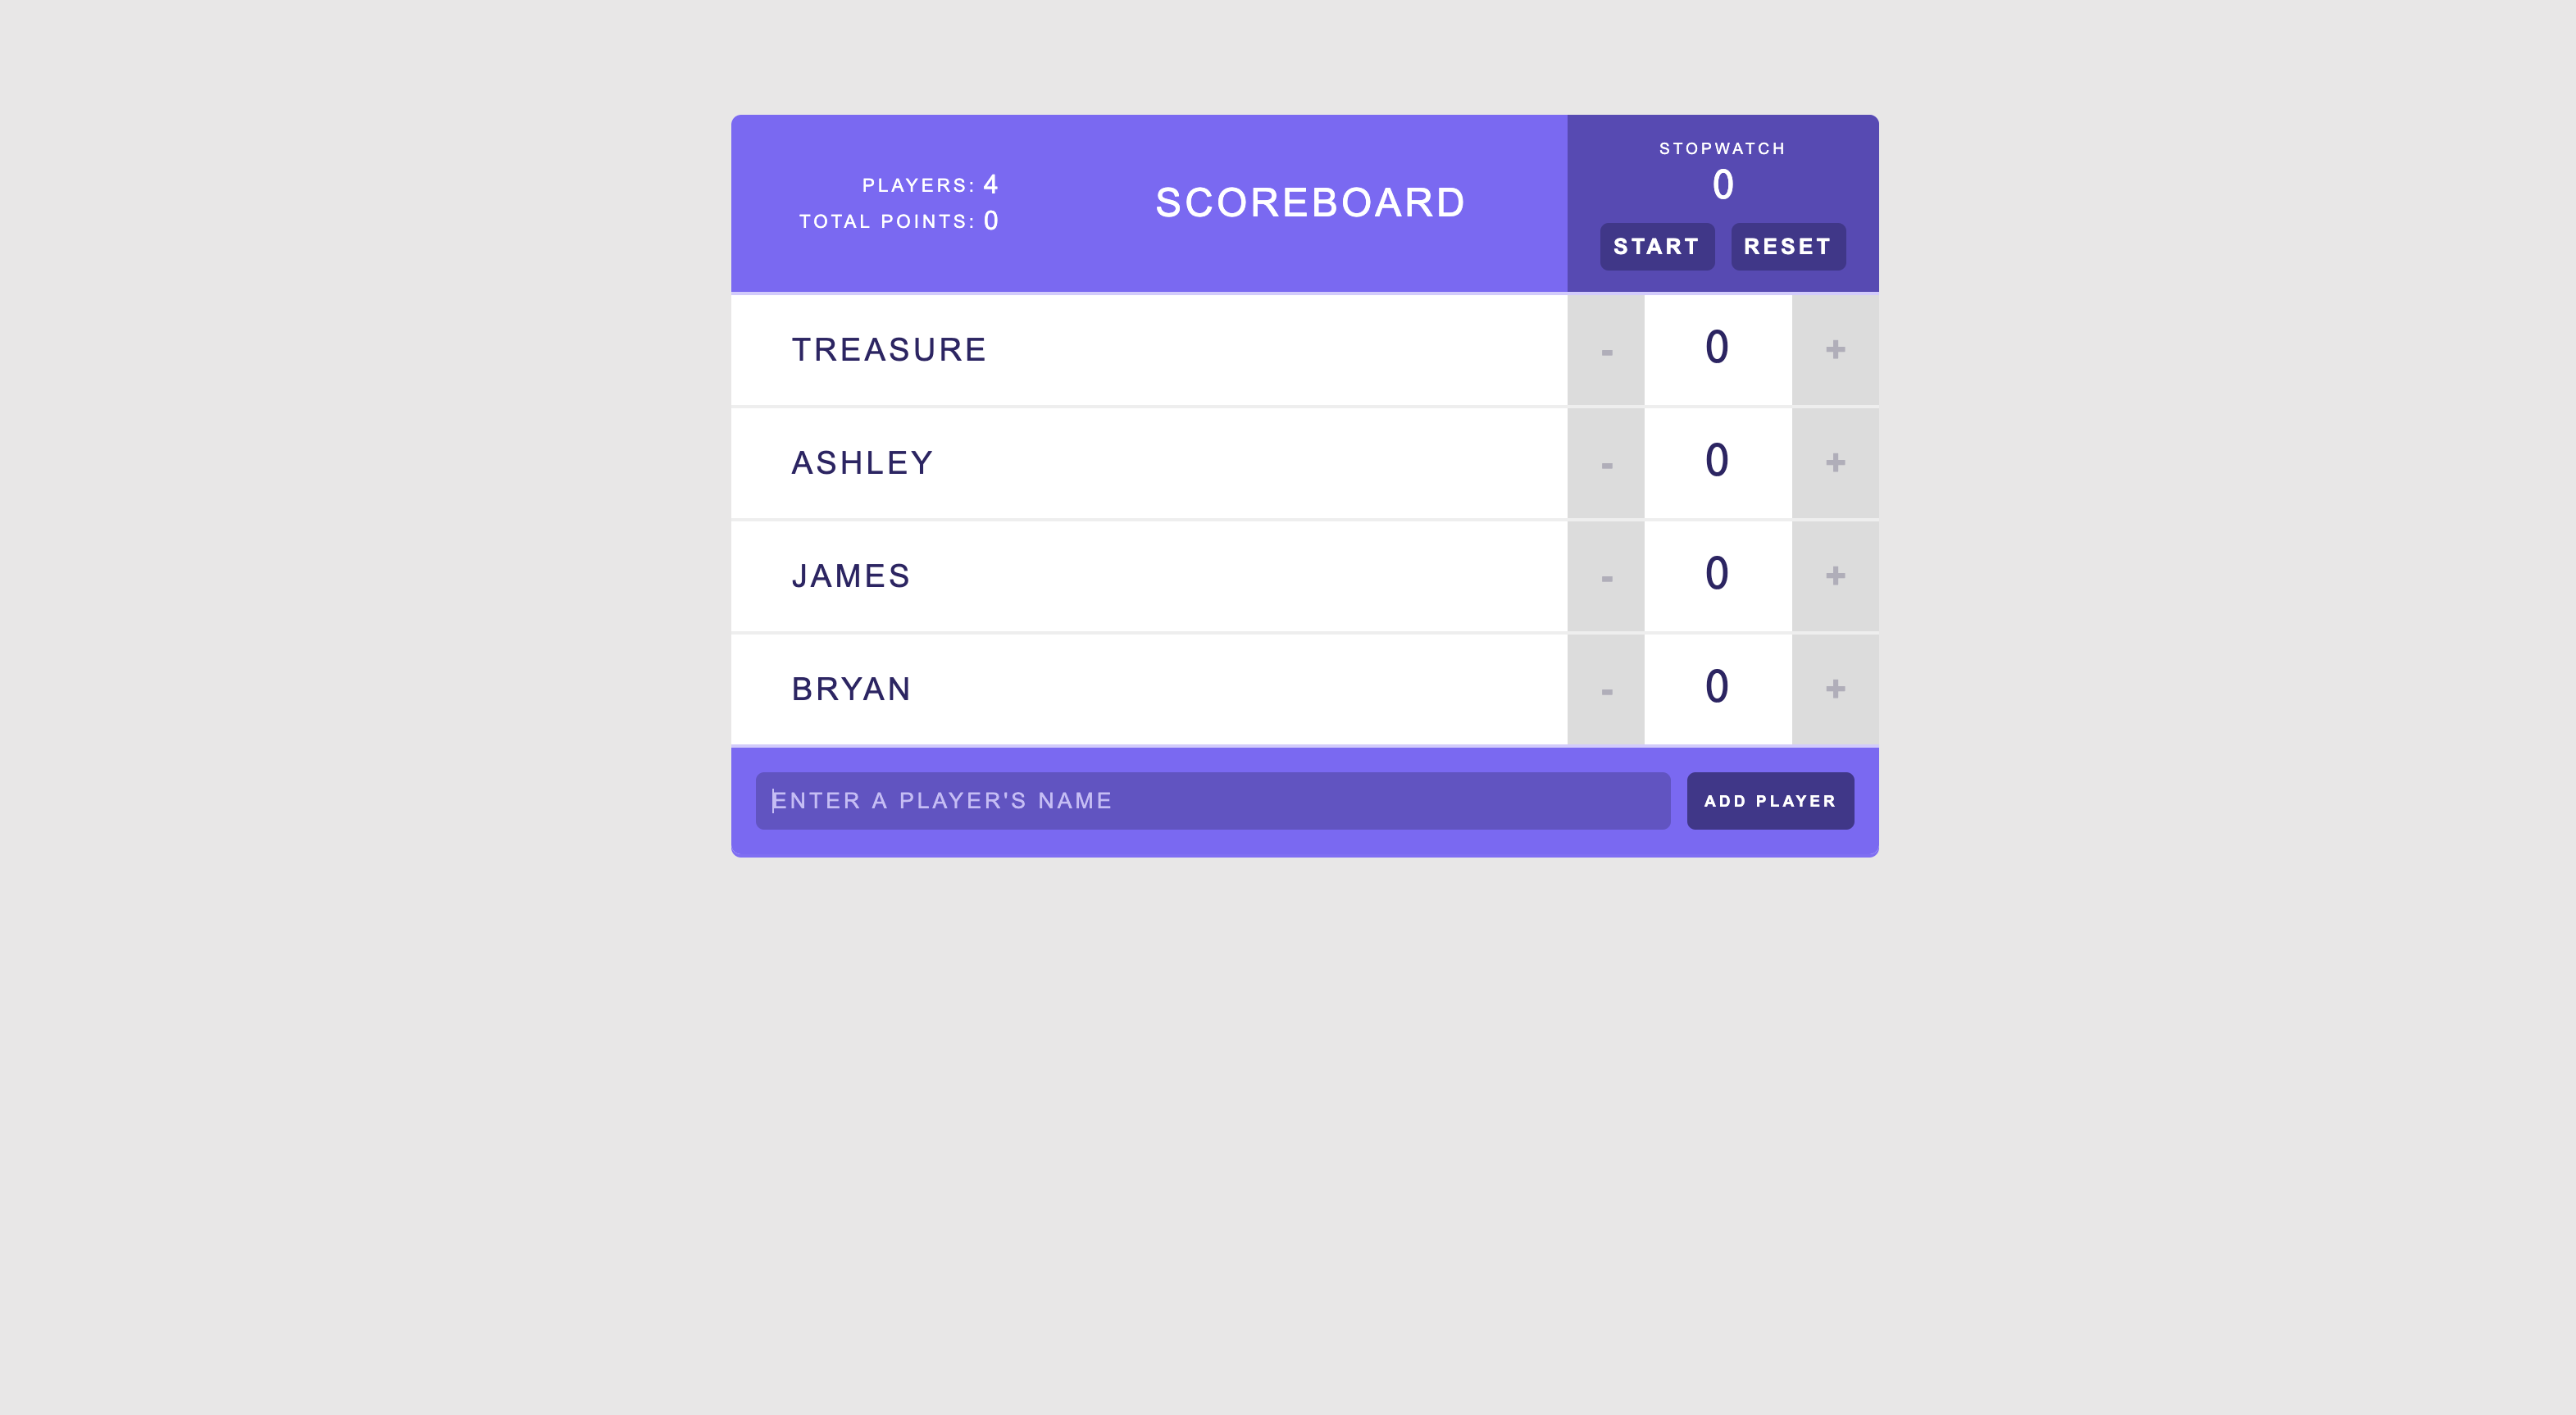 PLAYERS: 4
TOTAL POINTS: 0
SCOREBOARD
STOPWATCH
0
START RESET
TREASURE - 0 +
ASHLEY - 0 +
JAMES - 0 +
BRYAN - 0 +
ENTER A PLAYER'S NAME ADD PLAYER